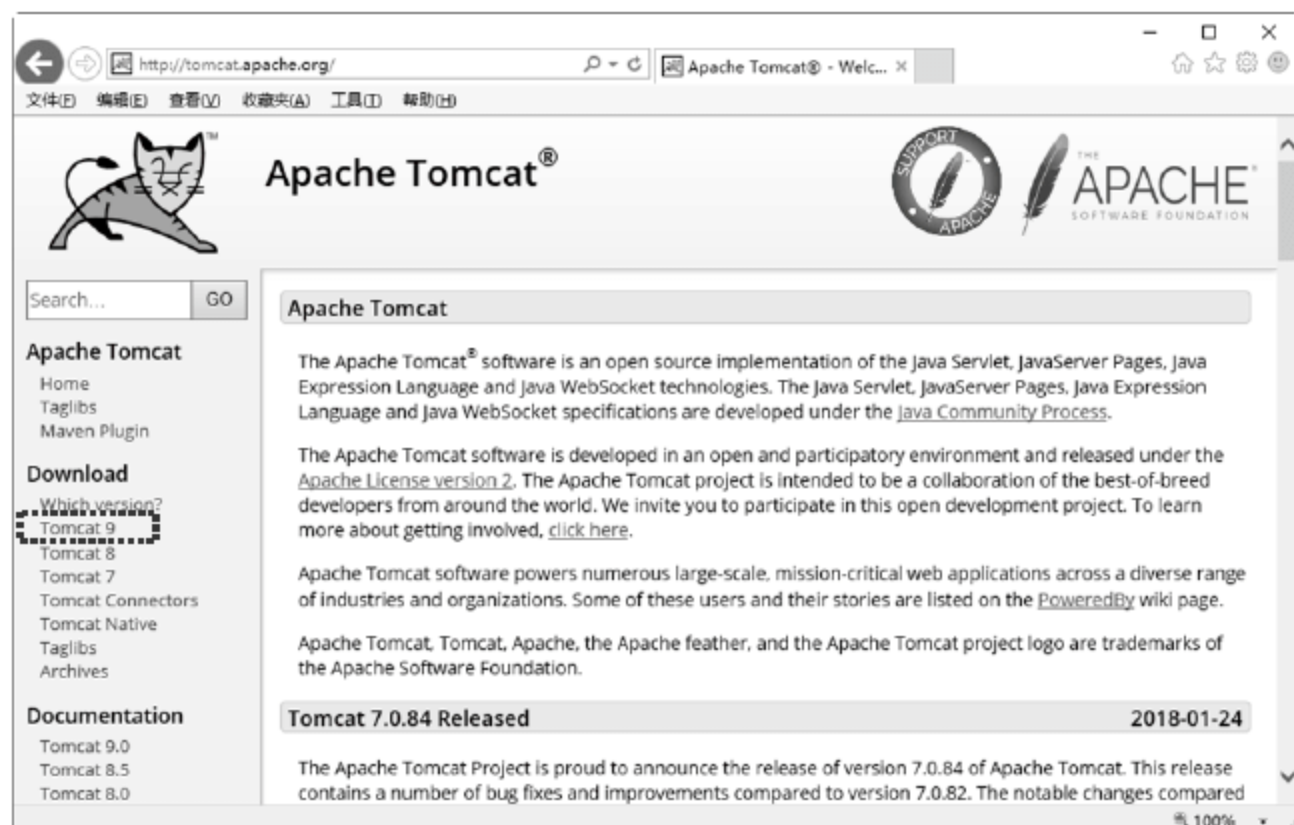 http://tomcat.apache.org/
Apache Tomcat® - Welc...
文件(F) 编辑(E) 查看(V) 收藏夹(A) 工具(T) 帮助(H)
TM
Apache Tomcat®
SUPPORT
APACHE
THE
APACHE
SOFTWARE FOUNDATION
Search...
GO
Apache Tomcat
Home
Taglibs
Maven Plugin
Download
Which version?
Tomcat 9
Tomcat 8
Tomcat 7
Tomcat Connectors
Tomcat Native
Taglibs
Archives
Documentation
Tomcat 9.0
Tomcat 8.5
Tomcat 8.0
Apache Tomcat
The Apache Tomcat® software is an open source implementation of the Java Servlet, JavaServer Pages, Java
Expression Language and Java WebSocket technologies. The Java Servlet, JavaServer Pages, Java Expression
Language and Java WebSocket specifications are developed under the Java Community Process.
The Apache Tomcat software is developed in an open and participatory environment and released under the
Apache License version 2. The Apache Tomcat project is intended to be a collaboration of the best-of-breed
developers from around the world. We invite you to participate in this open development project. To learn
more about getting involved, click here.
Apache Tomcat software powers numerous large-scale, mission-critical web applications across a diverse range
of industries and organizations. Some of these users and their stories are listed on the PoweredBy wiki page.
Apache Tomcat, Tomcat, Apache, the Apache feather, and the Apache Tomcat project logo are trademarks of
the Apache Software Foundation.
Tomcat 7.0.84 Released 2018-01-24
The Apache Tomcat Project is proud to announce the release of version 7.0.84 of Apache Tomcat. This release
contains a number of bug fixes and improvements compared to version 7.0.82. The notable changes compared
100%